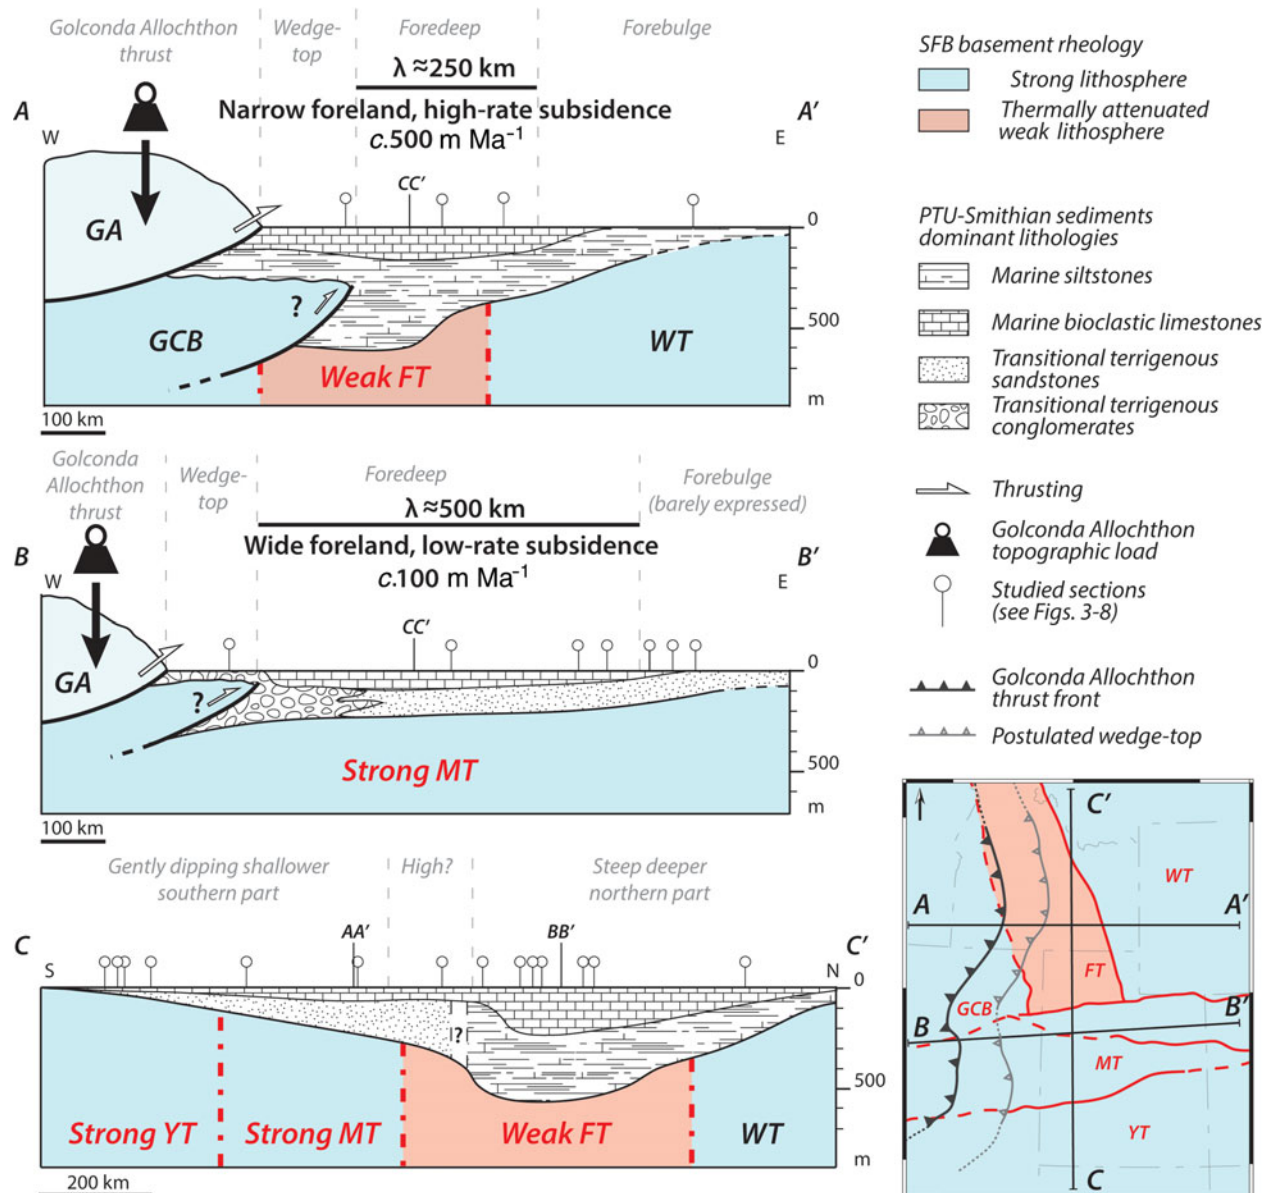 Golconda Allochthon
thrust
Wedge-
top
Foredeep
Forebulge
λ ≈250 km
Narrow foreland, high-rate subsidence
c.500 m Ma⁻¹
A
A′
W
E
CC′
GA
GCB
?
Weak FT
WT
0
500
m
100 km
Golconda
Allochthon
thrust
Wedge-
top
Foredeep
Forebulge
(barely expressed)
λ ≈500 km
Wide foreland, low-rate subsidence
c.100 m Ma⁻¹
B
B′
W
E
CC′
GA
?
Strong MT
0
500
m
100 km
Gently dipping shallower
southern part
High?
Steep deeper
northern part
C
C′
S
N
AA′
BB′
?
Strong YT
Strong MT
Weak FT
WT
0
500
m
200 km
SFB basement rheology
Strong lithosphere
Thermally attenuated
weak lithosphere
PTU-Smithian sediments
dominant lithologies
Marine siltstones
Marine bioclastic limestones
Transitional terrigenous
sandstones
Transitional terrigenous
conglomerates
Thrusting
Golconda Allochthon
topographic load
Studied sections
(see Figs. 3-8)
Golconda Allochthon
thrust front
Postulated wedge-top
C′
WT
A
A′
FT
GCB
B
B′
MT
YT
C